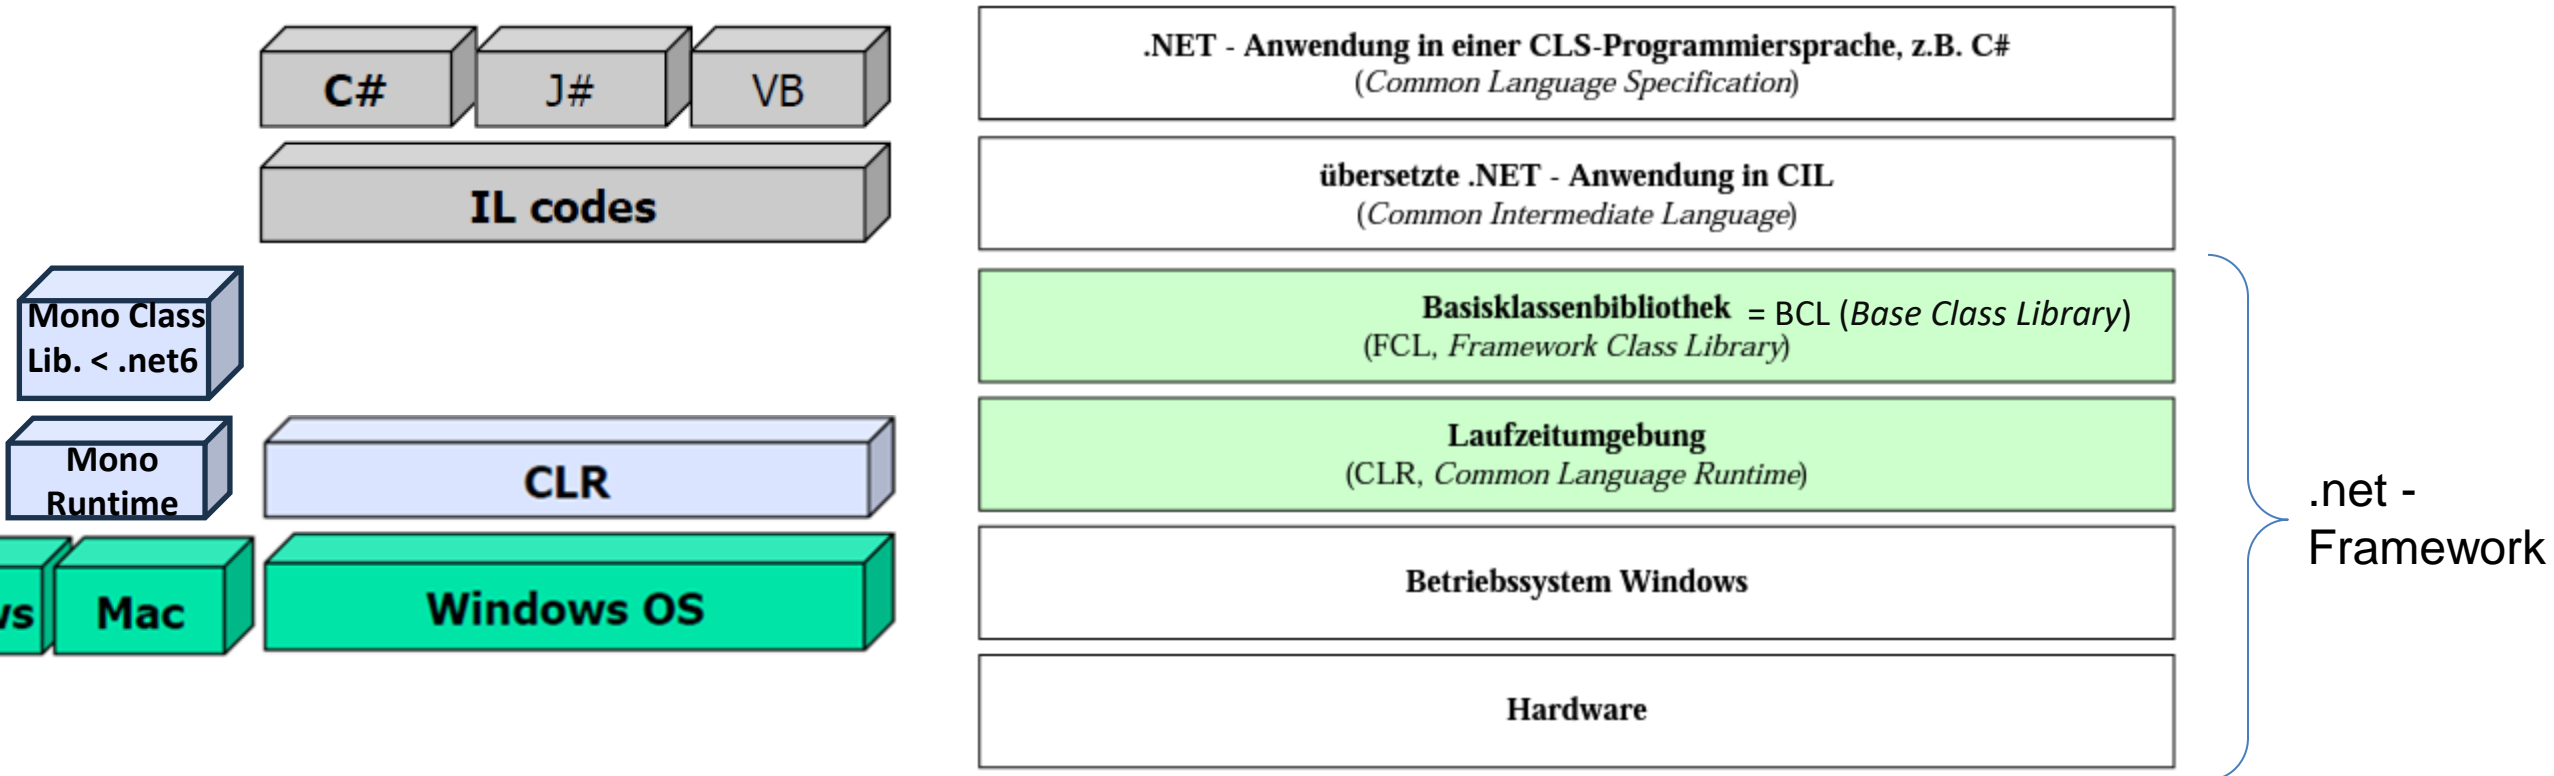 C#
J#
VB
IL codes
Mono Class
Lib. < .net6
Mono
Runtime
CLR
Mac
Windows OS
.NET - Anwendung in einer CLS-Programmiersprache, z.B. C#
(Common Language Specification)
übersetzte .NET - Anwendung in CIL
(Common Intermediate Language)
Basisklassenbibliothek = BCL (Base Class Library)
(FCL, Framework Class Library)
Laufzeitumgebung
(CLR, Common Language Runtime)
Betriebssystem Windows
Hardware
.net -
Framework